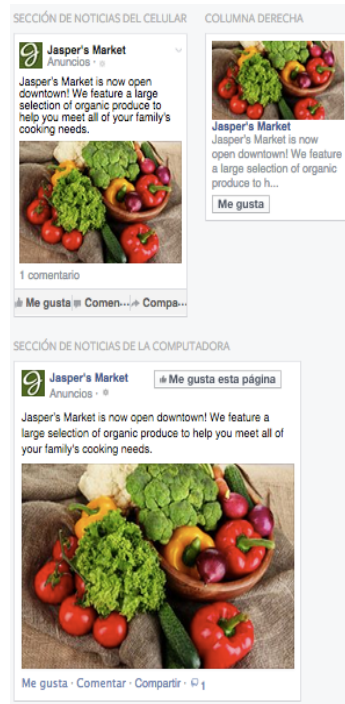 SECCIÓN DE NOTICIAS DEL CELULAR
Jasper's Market
Anuncios ·
Jasper's Market is now open
downtown! We feature a large
selection of organic produce to
help you meet all of your family's
cooking needs.
1 comentario
Me gusta Comen... Compa...
COLUMNA DERECHA
Jasper's Market
Jasper's Market is now
open downtown! We feature
a large selection of organic
produce to h...
Me gusta
SECCIÓN DE NOTICIAS DE LA COMPUTADORA
Jasper's Market
Me gusta esta página
Anuncios ·
Jasper's Market is now open downtown! We feature a
large selection of organic produce to help you meet all of
your family's cooking needs.
Me gusta · Comentar · Compartir · 1